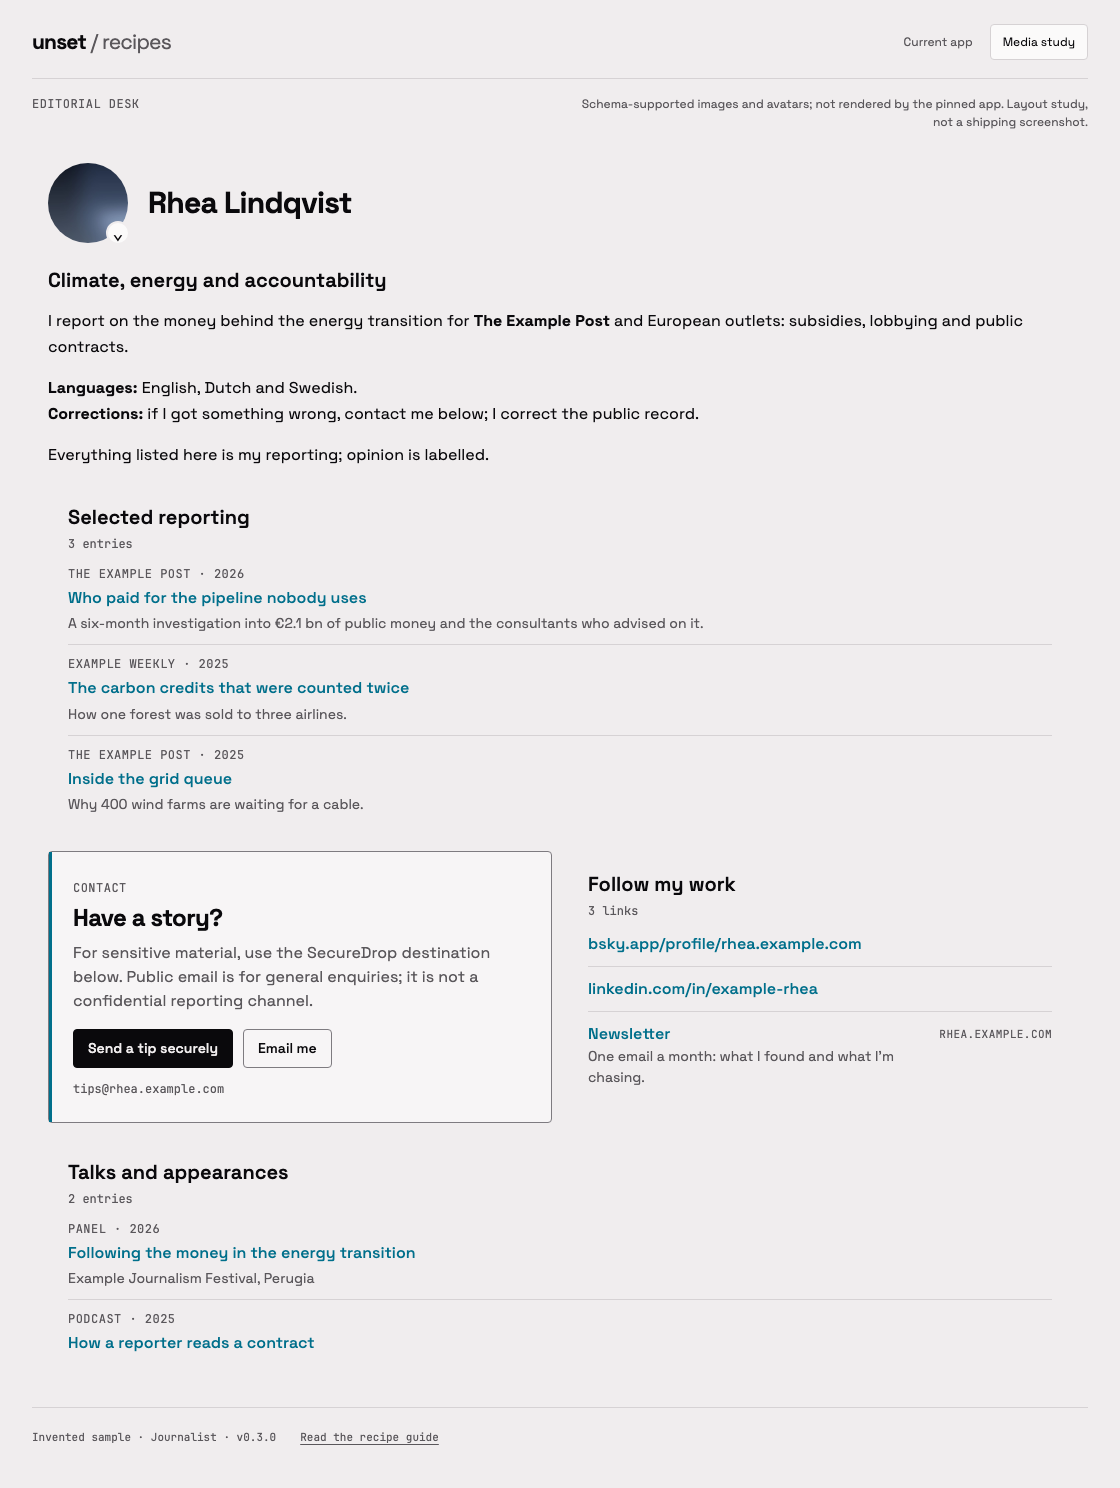 unset / recipes
Current app
Media study
EDITORIAL DESK
Schema-supported images and avatars; not rendered by the pinned app. Layout study,
not a shipping screenshot.
Rhea Lindqvist
Climate, energy and accountability
I report on the money behind the energy transition for The Example Post and European outlets: subsidies, lobbying and public
contracts.
Languages: English, Dutch and Swedish.
Corrections: if I got something wrong, contact me below; I correct the public record.
Everything listed here is my reporting; opinion is labelled.
Selected reporting
3 entries
THE EXAMPLE POST · 2026
Who paid for the pipeline nobody uses
A six-month investigation into €2.1 bn of public money and the consultants who advised on it.
EXAMPLE WEEKLY · 2025
The carbon credits that were counted twice
How one forest was sold to three airlines.
THE EXAMPLE POST · 2025
Inside the grid queue
Why 400 wind farms are waiting for a cable.
CONTACT
Have a story?
For sensitive material, use the SecureDrop destination
below. Public email is for general enquiries; it is not a
confidential reporting channel.
Send a tip securely
Email me
tips@rhea.example.com
Follow my work
3 links
bsky.app/profile/rhea.example.com
linkedin.com/in/example-rhea
Newsletter
RHEA.EXAMPLE.COM
One email a month: what I found and what I'm
chasing.
Talks and appearances
2 entries
PANEL · 2026
Following the money in the energy transition
Example Journalism Festival, Perugia
PODCAST · 2025
How a reporter reads a contract
Invented sample · Journalist · v0.3.0
Read the recipe guide